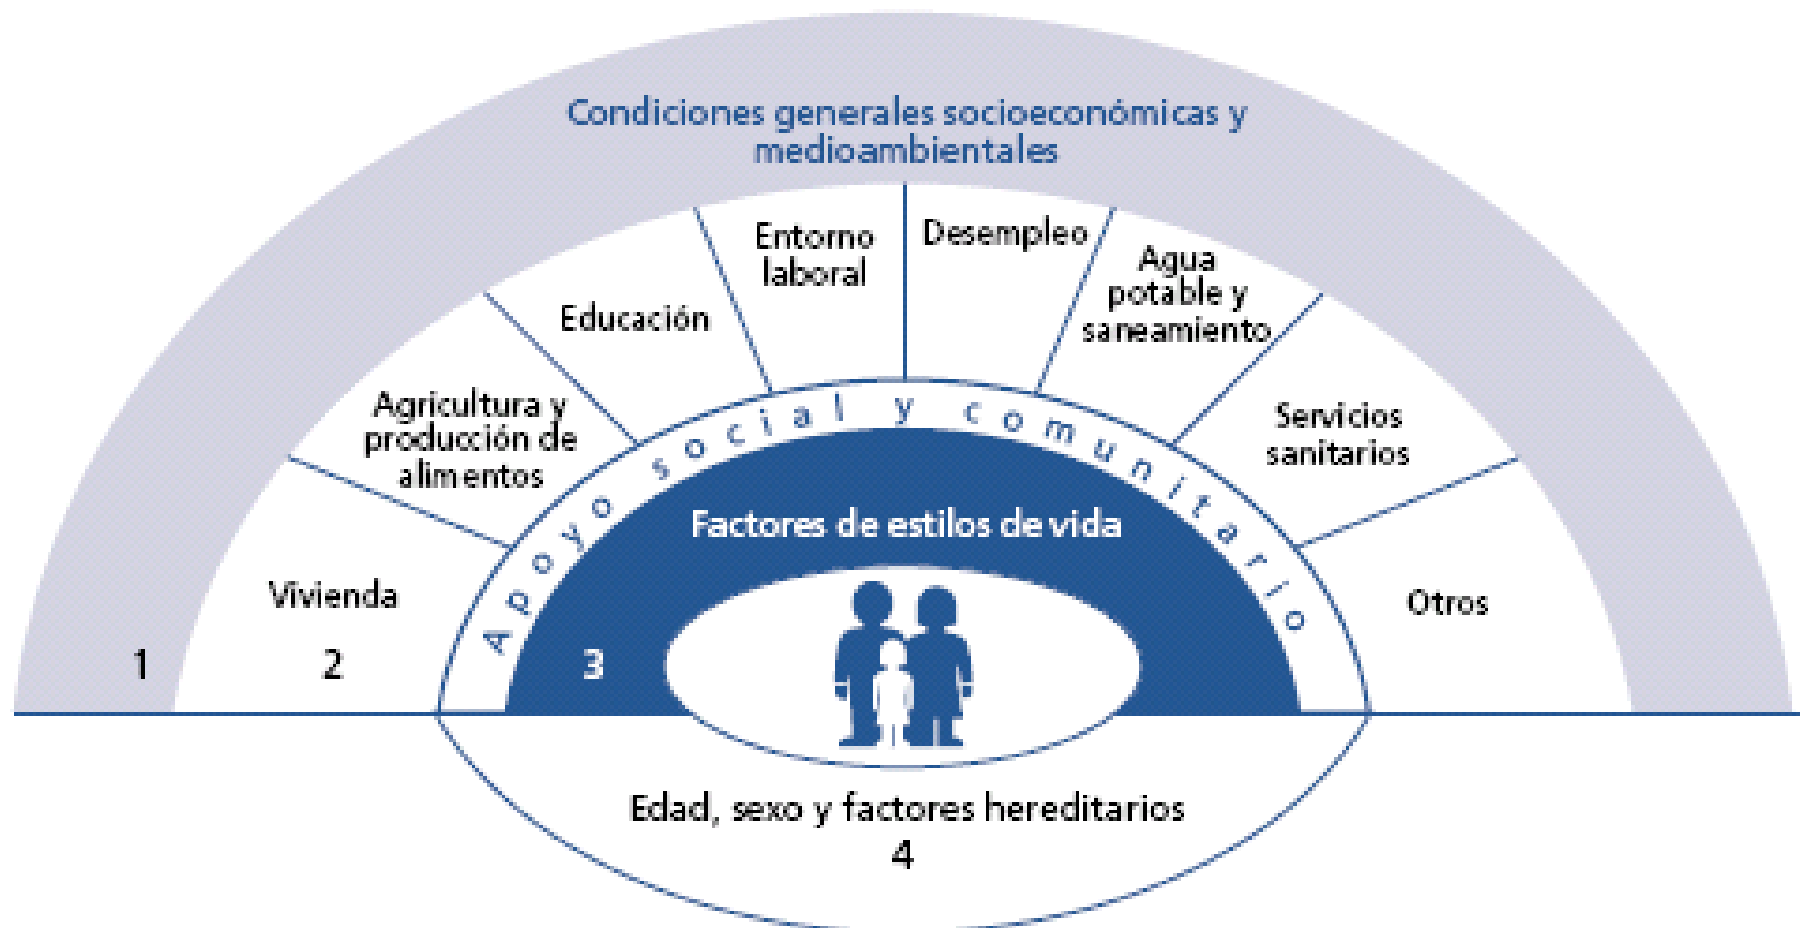 Condiciones generales socioeconómicas y
medioambientales
Entorno
laboral
Desempleo
Agua
potable y
saneamiento
Educación
Agricultura y
producción de
alimentos
Servicios
sanitarios
Apoyo social y comunitario
Factores de estilos de vida
Vivienda
Otros
1
2
3
Edad, sexo y factores hereditarios
4